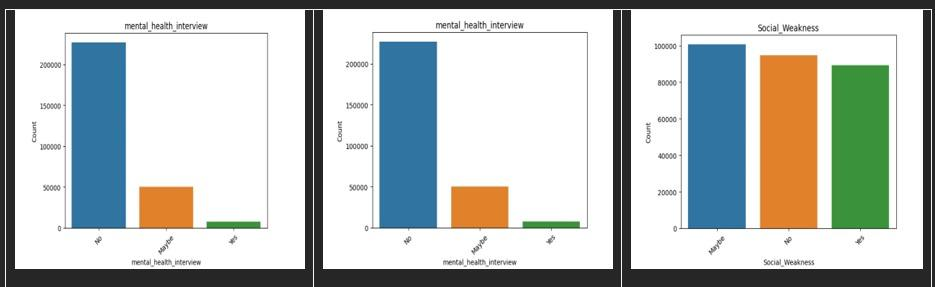 mental_health_interview
200000
150000
100000
50000
0
Count
No
Maybe
Yes
mental_health_interview
mental_health_interview
200000
150000
100000
50000
0
Count
No
Maybe
Yes
mental_health_interview
Social_Weakness
100000
80000
60000
40000
20000
0
Count
Maybe
No
Yes
Social_Weakness